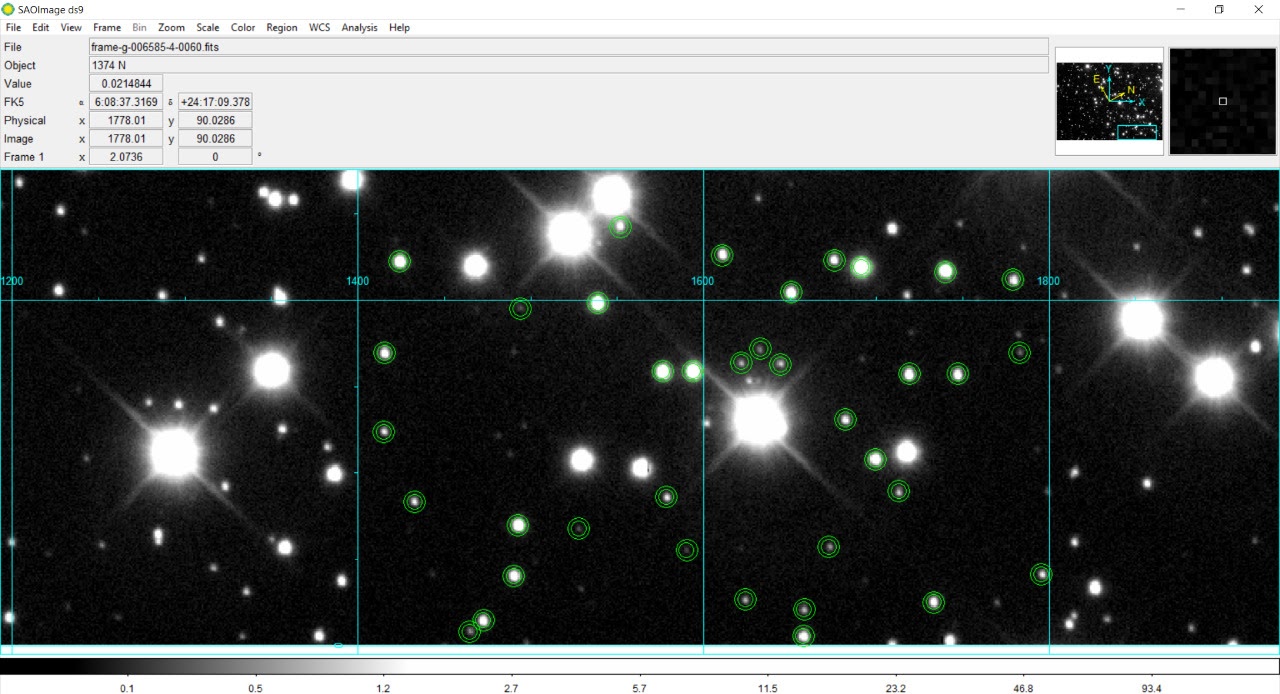 SAOImage ds9
File Edit View Frame Bin Zoom Scale Color Region WCS Analysis Help
File frame-g-006585-4-0060.fits
Object 1374 N
Value 0.0214844
FK5 α 6:08:37.3169 δ +24:17:09.378
Physical x 1778.01 y 90.0286
Image x 1778.01 y 90.0286
Frame 1 x 2.0736 0 °
Y
E
N
X
1200 1400 1600 1800
0
0.1 0.5 1.2 2.7 5.7 11.5 23.2 46.8 93.4